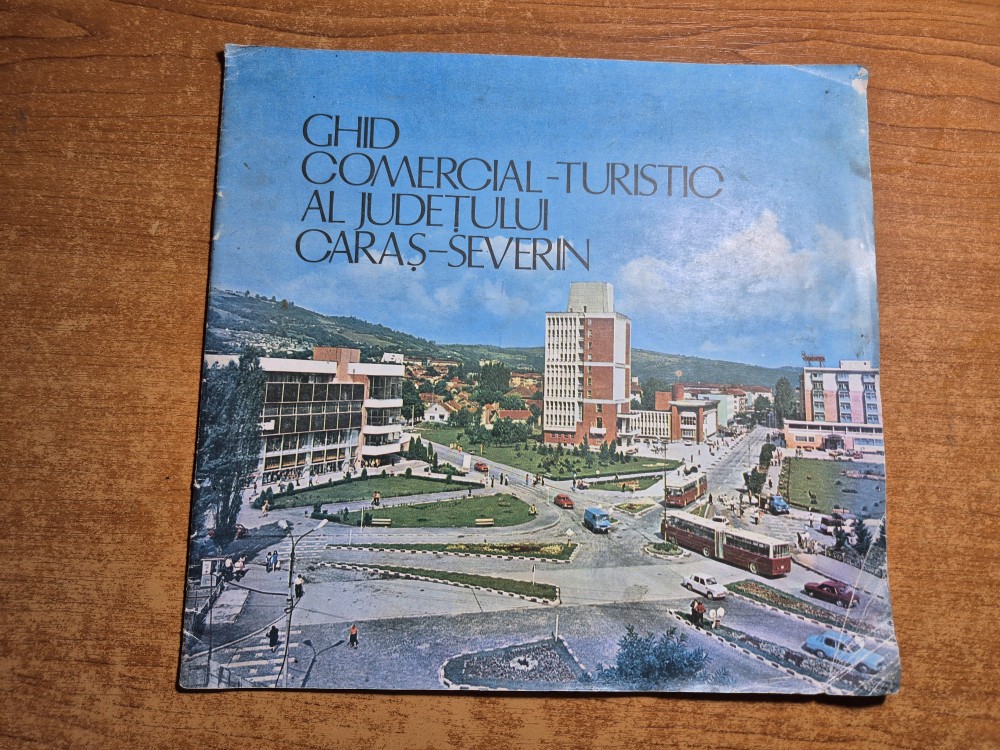 GHID
COMERCIAL-TURISTIC
AL JUDEȚULUI
CARAȘ-SEVERIN